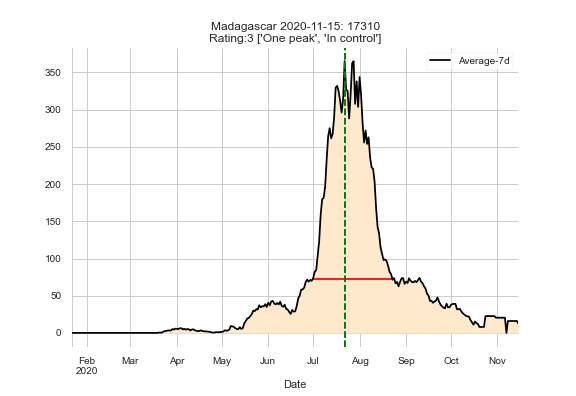 Madagascar 2020-11-15: 17310
Rating:3 ['One peak', 'In control']
Average-7d
350
300
250
200
150
100
50
0
Feb Mar Apr May Jun Jul Aug Sep Oct Nov
2020
Date